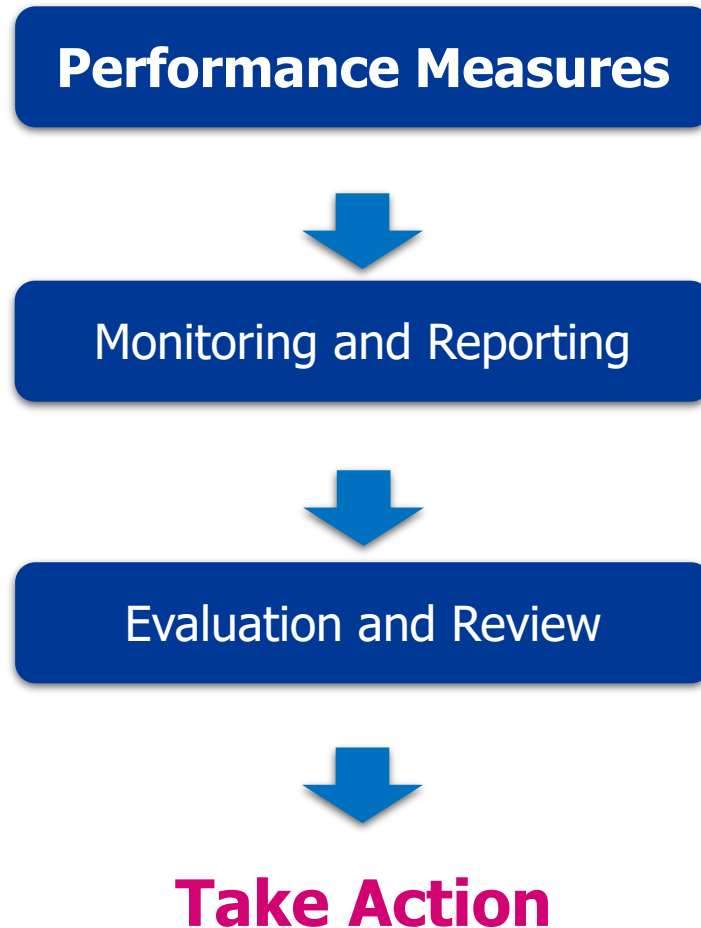 Performance Measures
Monitoring and Reporting
Evaluation and Review
Take Action